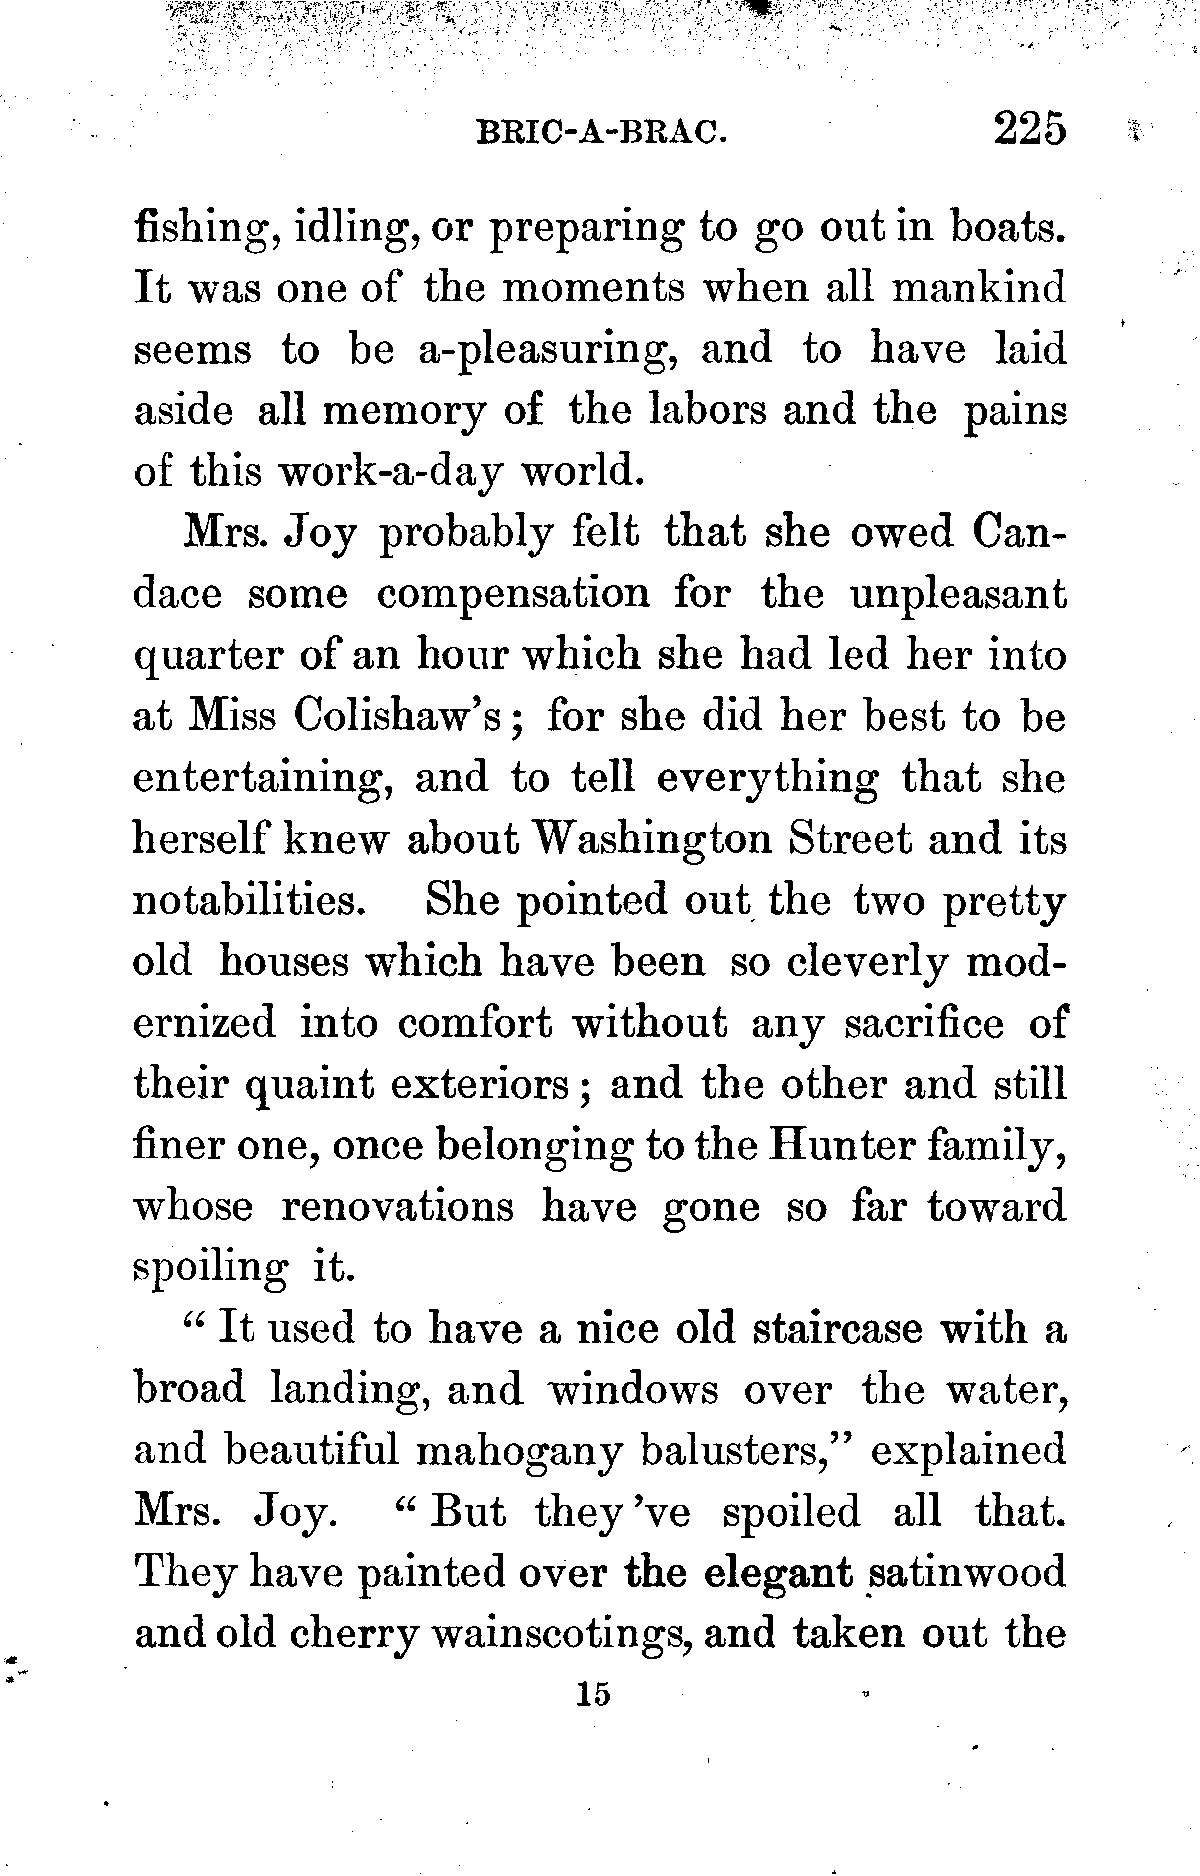 BRIC-A-BRAC. 225
fishing, idling, or preparing to go out in boats.
It was one of the moments when all mankind
seems to be a-pleasuring, and to have laid
aside all memory of the labors and the pains
of this work-a-day world.
Mrs. Joy probably felt that she owed Can-
dace some compensation for the unpleasant
quarter of an hour which she had led her into
at Miss Colishaw's; for she did her best to be
entertaining, and to tell everything that she
herself knew about Washington Street and its
notabilities. She pointed out the two pretty
old houses which have been so cleverly mod-
ernized into comfort without any sacrifice of
their quaint exteriors; and the other and still
finer one, once belonging to the Hunter family,
whose renovations have gone so far toward
spoiling it.
“It used to have a nice old staircase with a
broad landing, and windows over the water,
and beautiful mahogany balusters,” explained
Mrs. Joy. “But they 've spoiled all that.
They have painted over the elegant satinwood
and old cherry wainscotings, and taken out the
15